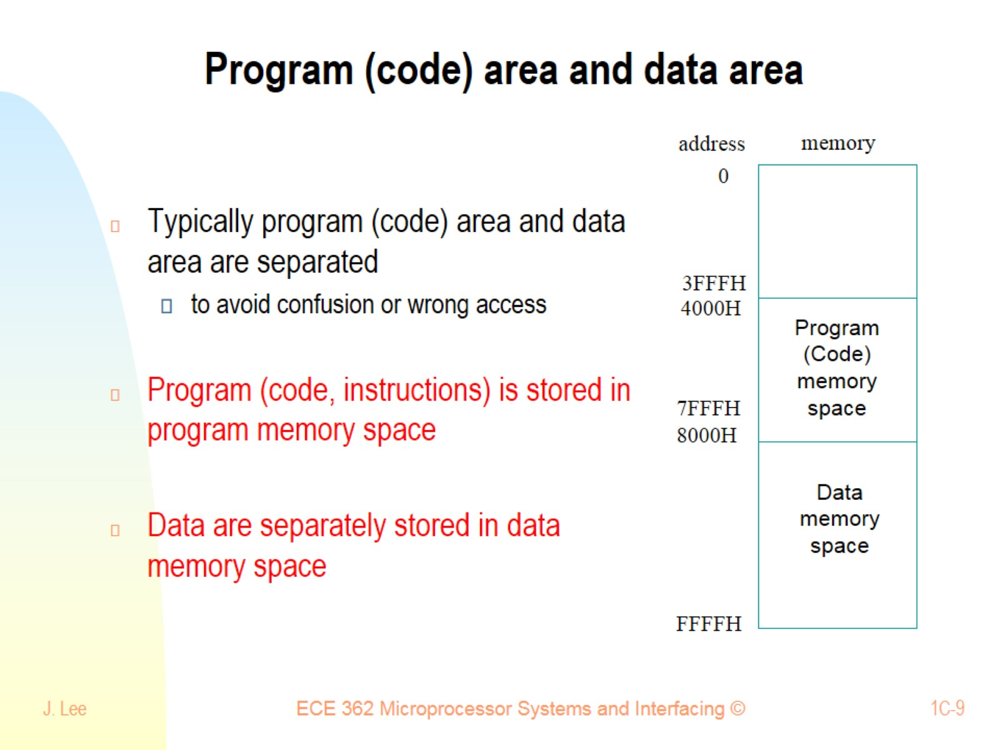 Program (code) area and data area
Typically program (code) area and data
area are separated
to avoid confusion or wrong access
Program (code, instructions) is stored in
program memory space
Data are separately stored in data
memory space
address memory
0
3FFFH
4000H
Program
(Code)
memory
space
7FFFH
8000H
Data
memory
space
FFFFH
J. Lee
ECE 362 Microprocessor Systems and Interfacing ©
1C-9